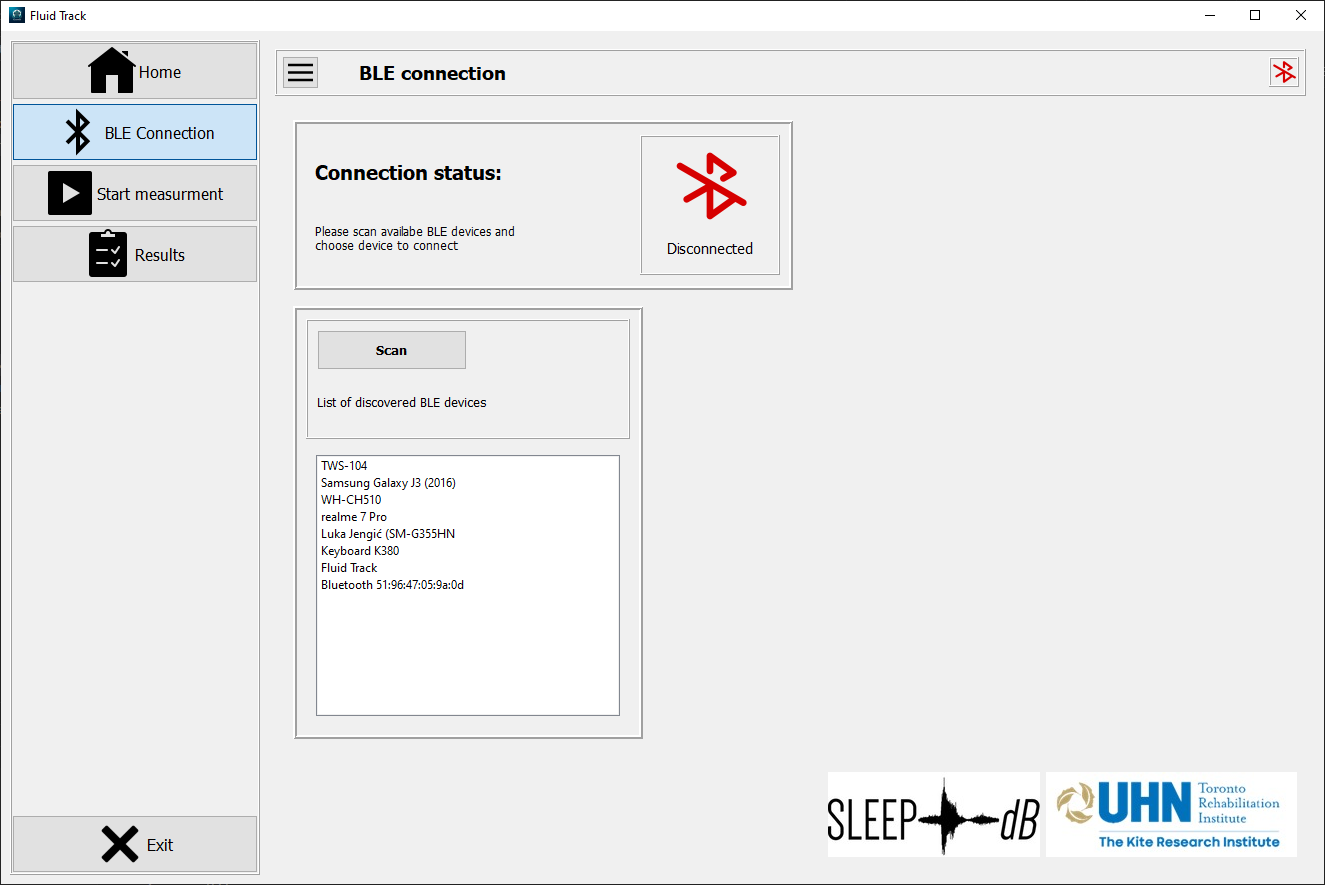 Fluid Track
Home
BLE Connection
Start measurment
Results
Exit
BLE connection
Connection status:
Please scan availabe BLE devices and
choose device to connect
Disconnected
Scan
List of discovered BLE devices
TWS-104
Samsung Galaxy J3 (2016)
WH-CH510
realme 7 Pro
Luka Jengić (SM-G355HN
Keyboard K380
Fluid Track
Bluetooth 51:96:47:05:9a:0d
SLEEP dB
UHN
Toronto
Rehabilitation
Institute
The Kite Research Institute